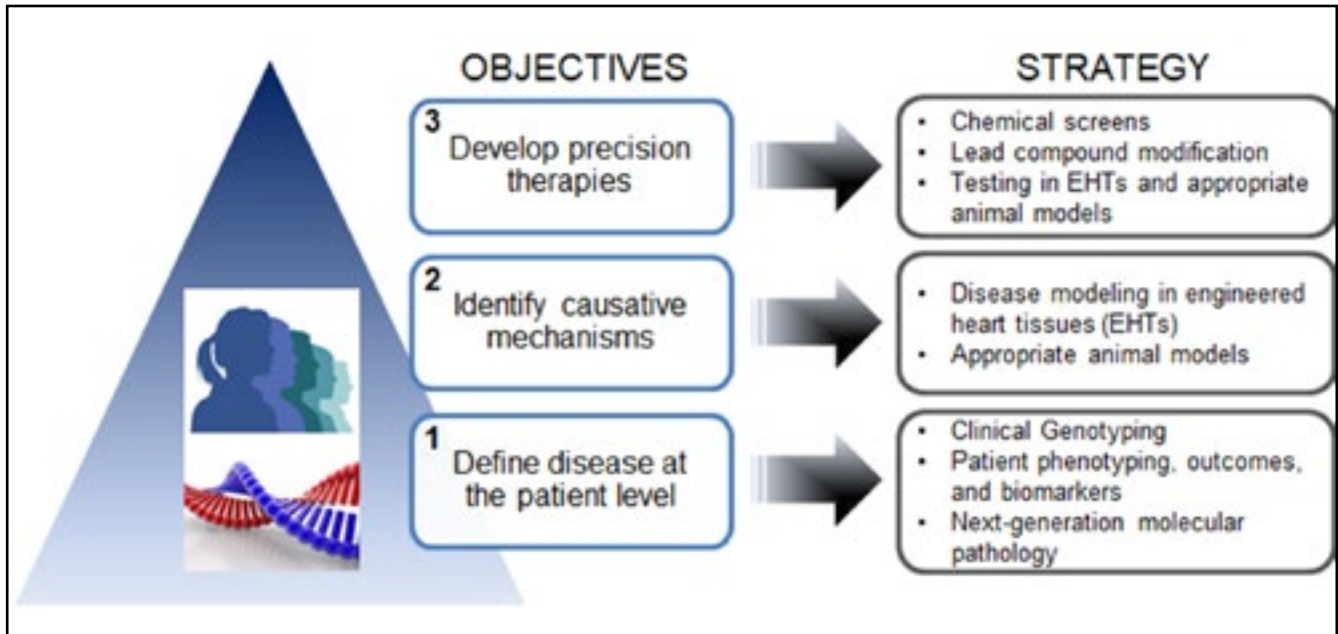 OBJECTIVES
STRATEGY
3
Develop precision
therapies
• Chemical screens
• Lead compound modification
• Testing in EHTs and appropriate
animal models
2
Identify causative
mechanisms
• Disease modeling in engineered
heart tissues (EHTs)
• Appropriate animal models
1
Define disease at
the patient level
• Clinical Genotyping
• Patient phenotyping, outcomes,
and biomarkers
• Next-generation molecular
pathology